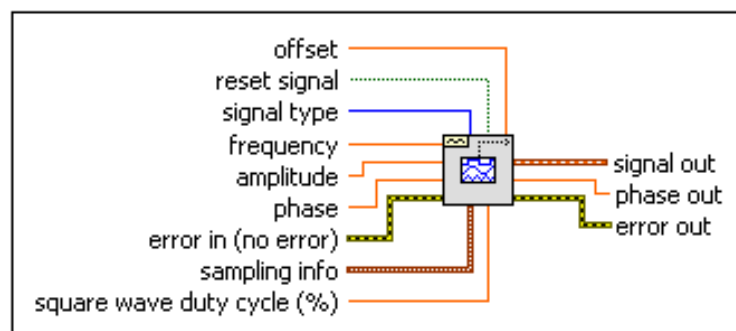 offset
reset signal
signal type
frequency
amplitude
phase
error in (no error)
sampling info
square wave duty cycle (%)
signal out
phase out
error out